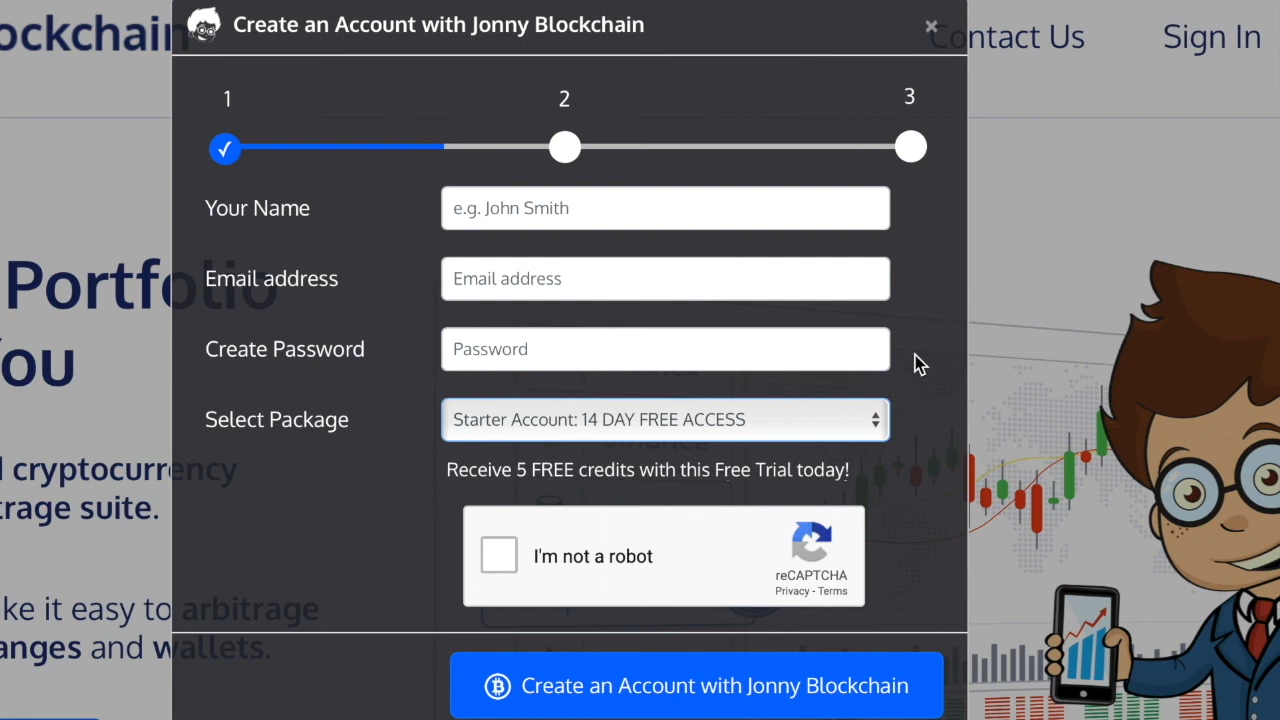 ockchain
Create an Account with Jonny Blockchain
×
Contact Us
Sign In
1
2
3
Your Name
e.g. John Smith
Email address
Email address
Create Password
Password
Select Package
Starter Account: 14 DAY FREE ACCESS
Receive 5 FREE credits with this Free Trial today!
I'm not a robot
reCAPTCHA
Privacy - Terms
Create an Account with Jonny Blockchain
Portfolio
You
cryptocurrency
trage suite.
ke it easy to arbitrage
anges and wallets.